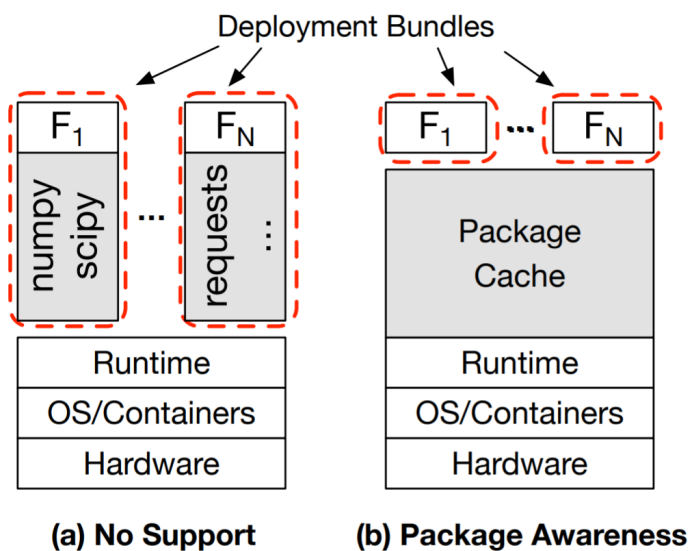 Deployment Bundles
F1
FN
F1
...
FN
numpy
scipy
...
requests
...
Package
Cache
Runtime
Runtime
OS/Containers
OS/Containers
Hardware
Hardware
(a) No Support
(b) Package Awareness